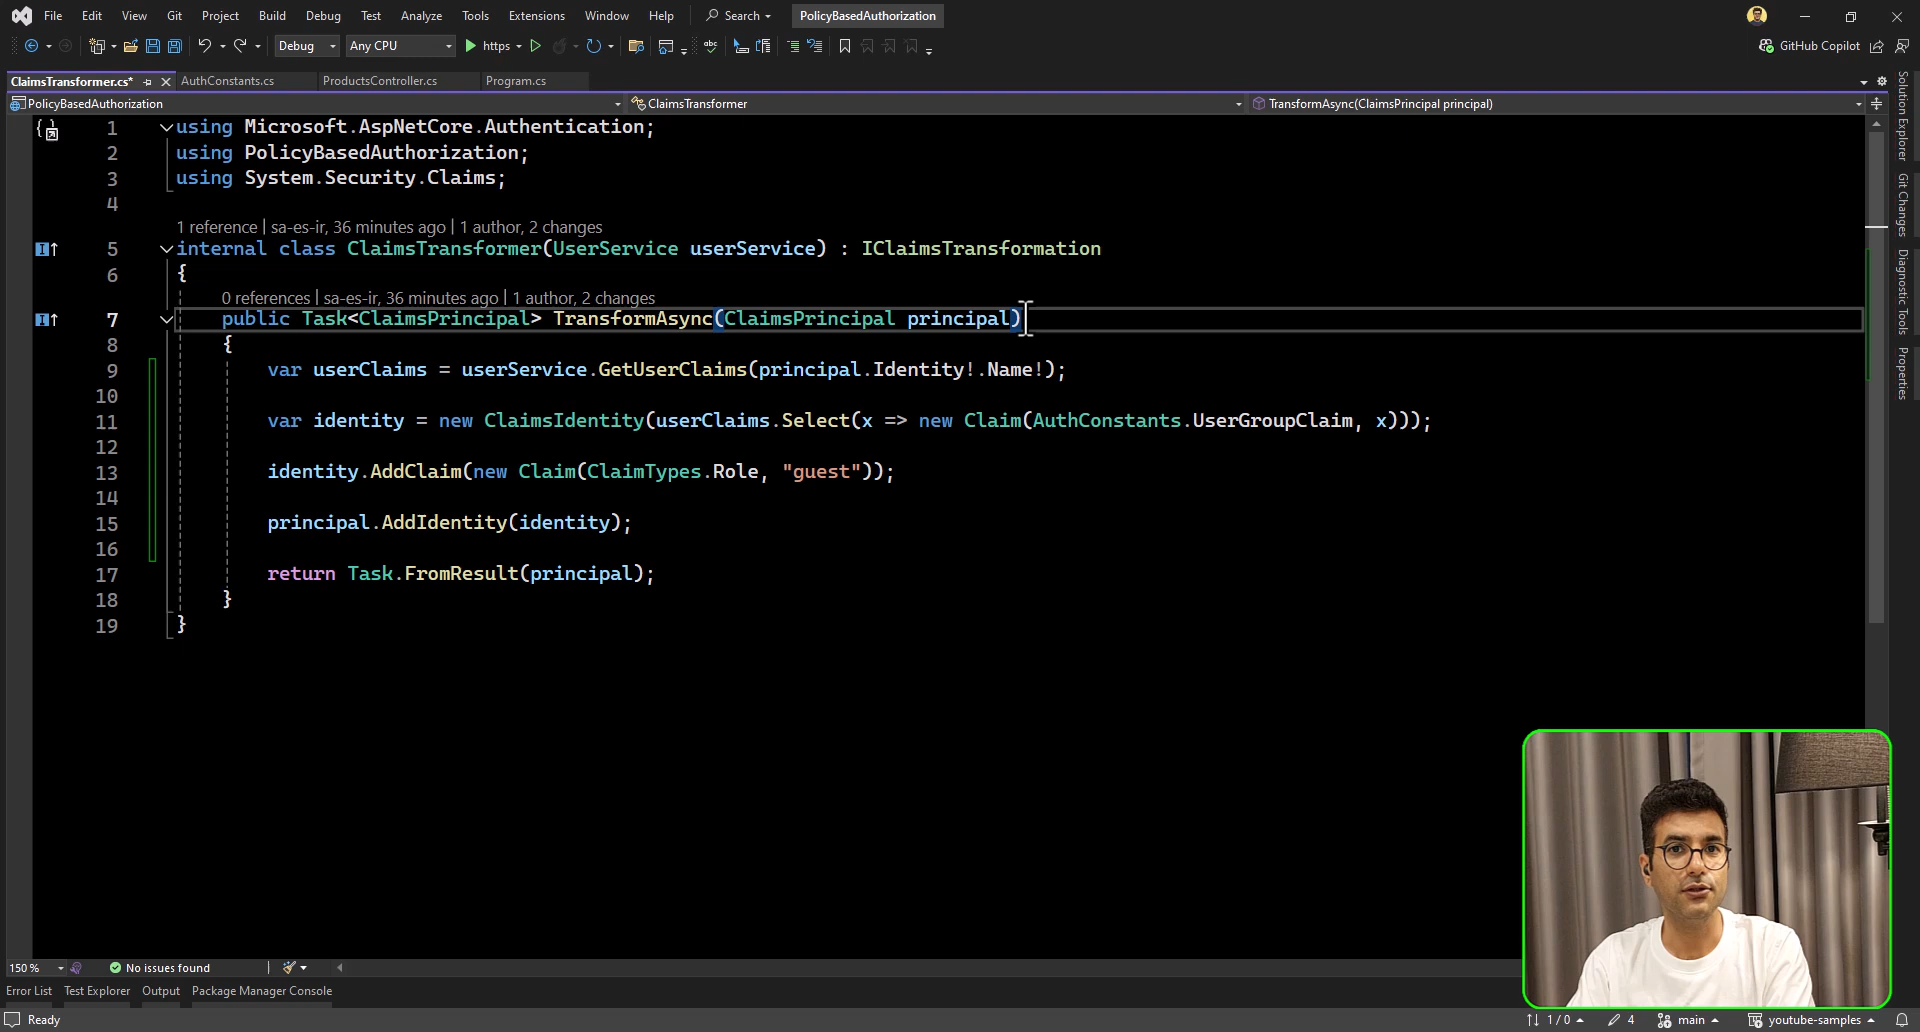 File Edit View Git Project Build Debug Test Analyze Tools Extensions Window Help Search PolicyBasedAuthorization
Debug Any CPU https GitHub Copilot
ClaimsTransformer.cs* AuthConstants.cs ProductsController.cs Program.cs
PolicyBasedAuthorization ClaimsTransformer TransformAsync(ClaimsPrincipal principal)
1 using Microsoft.AspNetCore.Authentication;
2 using PolicyBasedAuthorization;
3 using System.Security.Claims;
4
1 reference | sa-es-ir, 36 minutes ago | 1 author, 2 changes
5 internal class ClaimsTransformer(UserService userService) : IClaimsTransformation
6 {
0 references | sa-es-ir, 36 minutes ago | 1 author, 2 changes
7 public Task<ClaimsPrincipal> TransformAsync(ClaimsPrincipal principal)
8 {
9 var userClaims = userService.GetUserClaims(principal.Identity!.Name!);
10
11 var identity = new ClaimsIdentity(userClaims.Select(x => new Claim(AuthConstants.UserGroupClaim, x)));
12
13 identity.AddClaim(new Claim(ClaimTypes.Role, "guest"));
14
15 principal.AddIdentity(identity);
16
17 return Task.FromResult(principal);
18 }
19 }
Solution Explorer
Git Changes
Diagnostic Tools
Properties
150 % No issues found
Error List Test Explorer Output Package Manager Console
Ready 1 / 0 4 main youtube-samples